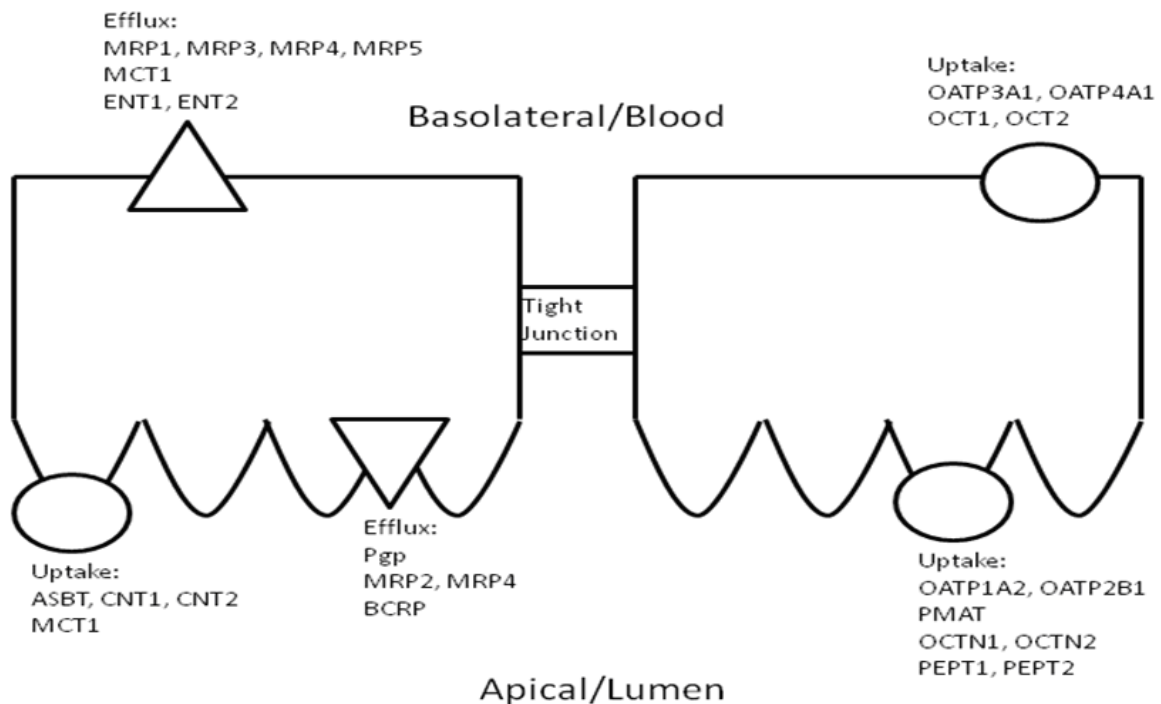 Efflux:
MRP1, MRP3, MRP4, MRP5
MCT1
ENT1, ENT2
Uptake:
OATP3A1, OATP4A1
OCT1, OCT2
Basolateral/Blood
Tight
Junction
Uptake:
ASBT, CNT1, CNT2
MCT1
Efflux:
Pgp
MRP2, MRP4
BCRP
Uptake:
OATP1A2, OATP2B1
PMAT
OCTN1, OCTN2
PEPT1, PEPT2
Apical/Lumen